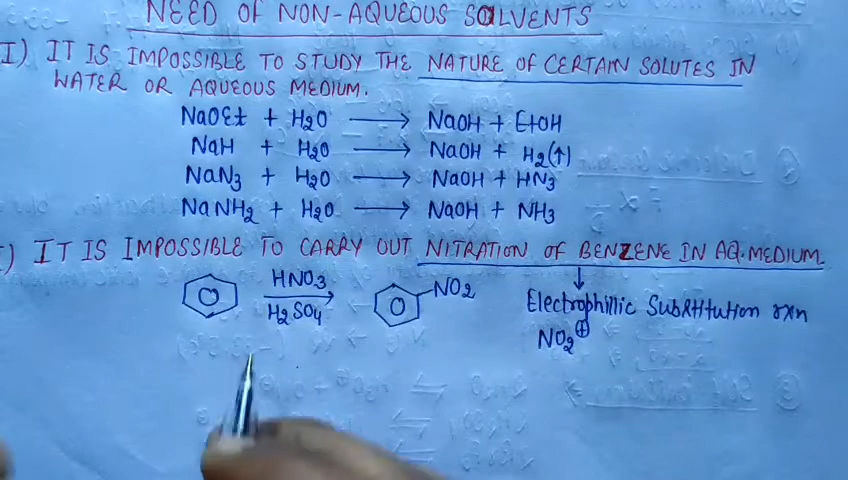 NEED OF NON-AQUEOUS SOLVENTS
I) IT IS IMPOSSIBLE TO STUDY THE NATURE OF CERTAIN SOLUTES IN
WATER OR AQUEOUS MEDIUM.
NaOEt + H2O ⟶ NaOH + EtOH
NaH + H2O ⟶ NaOH + H2(↑)
NaN3 + H2O ⟶ NaOH + HN3
NaNH2 + H2O ⟶ NaOH + NH3
I) IT IS IMPOSSIBLE TO CARRY OUT NITRATION OF BENZENE IN AQ. MEDIUM.
HNO3
H2SO4
NO2
Electrophillic Substitution rxn
NO2⊕